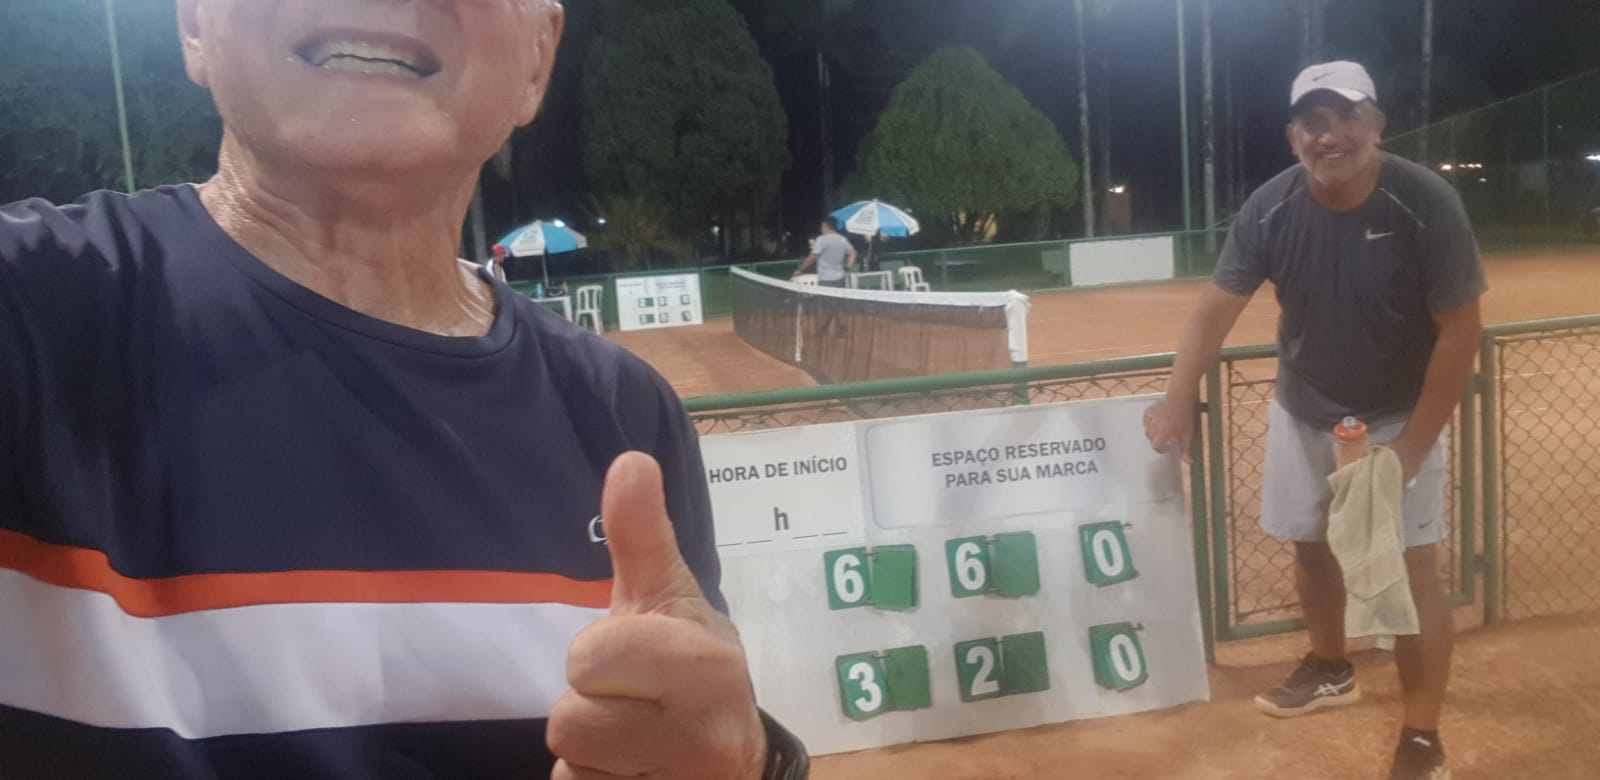 HORA DE INÍCIO
h
ESPAÇO RESERVADO
PARA SUA MARCA
6 6 0
3 2 0